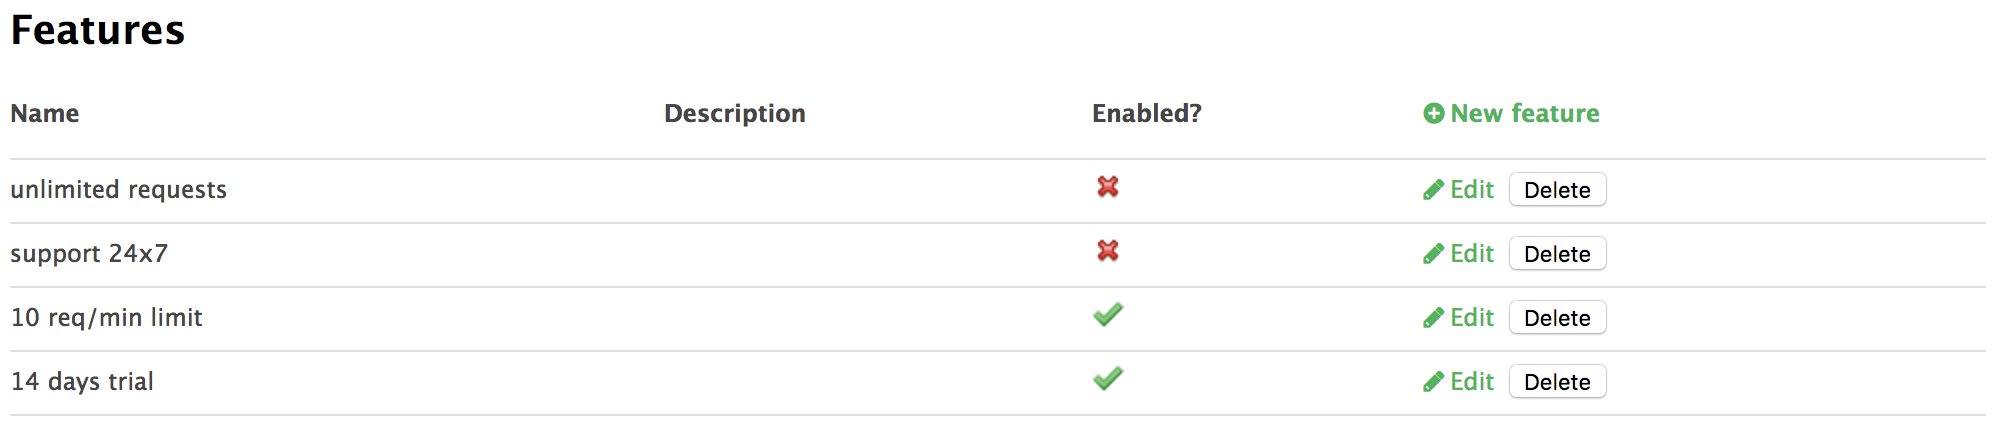 Features
Name Description Enabled? New feature
unlimited requests Edit Delete
support 24x7 Edit Delete
10 req/min limit Edit Delete
14 days trial Edit Delete